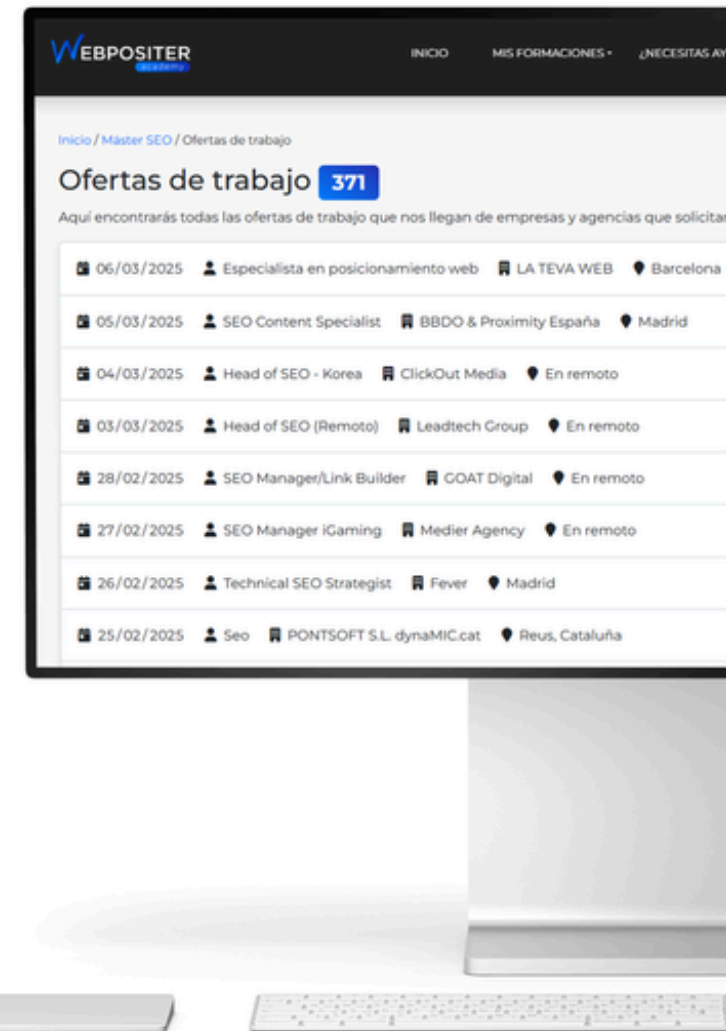 WEBPOSITER
academy
INICIO MIS FORMACIONES ¿NECESITAS AY
Inicio / Máster SEO / Ofertas de trabajo
Ofertas de trabajo 371
Aquí encontrarás todas las ofertas de trabajo que nos llegan de empresas y agencias que solicitan
06/03/2025 Especialista en posicionamiento web LA TEVA WEB Barcelona
05/03/2025 SEO Content Specialist BBDO & Proximity España Madrid
04/03/2025 Head of SEO - Korea ClickOut Media En remoto
03/03/2025 Head of SEO (Remoto) Leadtech Group En remoto
28/02/2025 SEO Manager/Link Builder GOAT Digital En remoto
27/02/2025 SEO Manager iGaming Medier Agency En remoto
26/02/2025 Technical SEO Strategist Fever Madrid
25/02/2025 Seo PONTSOFT S.L. dynaMIC.cat Reus, Cataluña